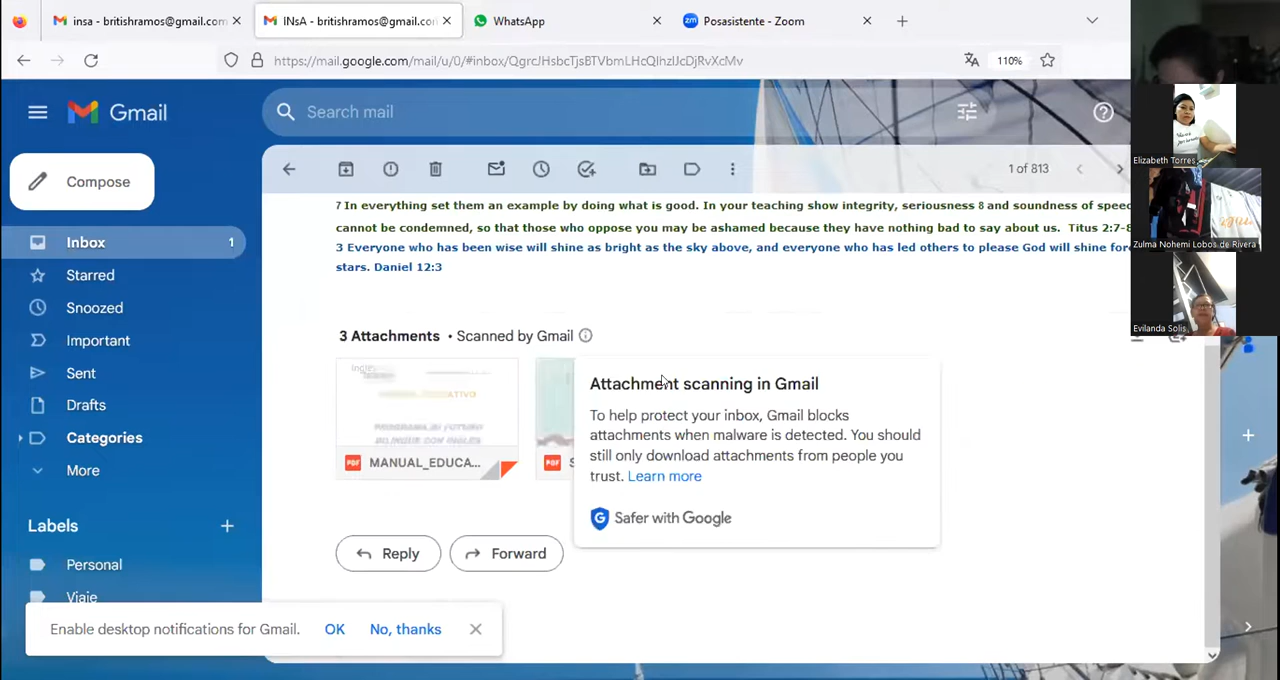 insa - britishramos@gmail.com
INsA - britishramos@gmail.co
WhatsApp
Posasistente - Zoom
https://mail.google.com/mail/u/0/#inbox/QgrcJHsbcTjsBTVbmLHcQlhzlJcDjRvXcMv
110%
Gmail
Search mail
Compose
1 of 813
Inbox 1
Starred
Snoozed
Important
Sent
Drafts
Categories
More
Labels
Personal
Viaje
7 In everything set them an example by doing what is good. In your teaching show integrity, seriousness 8 and soundness of speec
cannot be condemned, so that those who oppose you may be ashamed because they have nothing bad to say about us. Titus 2:7-8
3 Everyone who has been wise will shine as bright as the sky above, and everyone who has led others to please God will shine for
stars. Daniel 12:3
3 Attachments • Scanned by Gmail
PDF MANUAL_EDUCA...
PDF S
Attachment scanning in Gmail
To help protect your inbox, Gmail blocks
attachments when malware is detected. You should
still only download attachments from people you
trust. Learn more
Safer with Google
Reply
Forward
Enable desktop notifications for Gmail. OK No, thanks
Elizabeth Torres
Zulma Nohemi Lobos de Rivera
Evilanda Solis